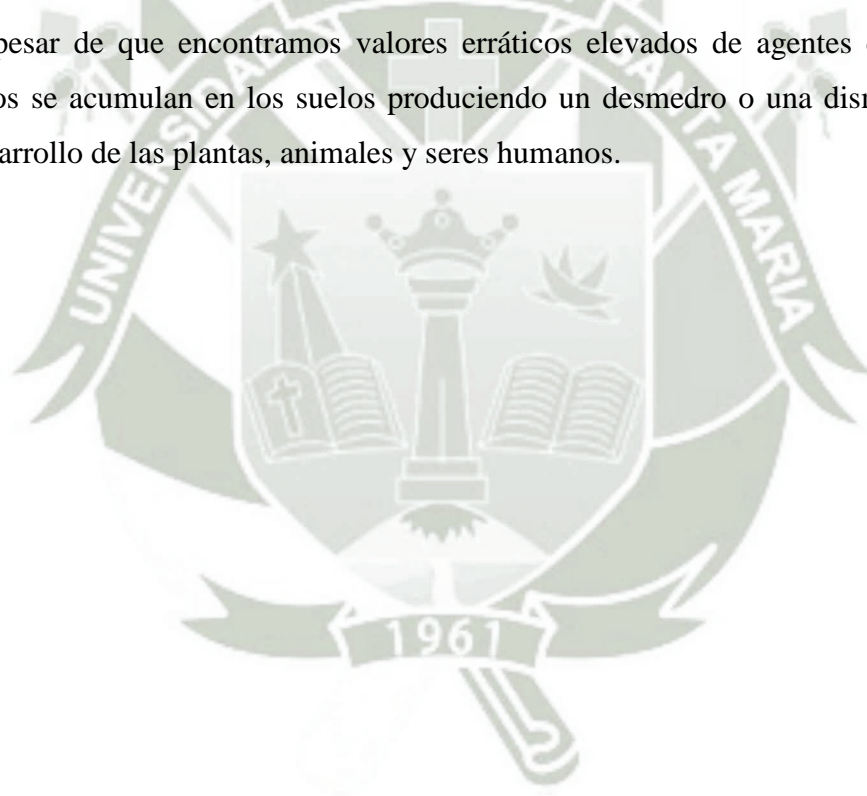 pesar de que encontramos valores erráticos elevados de agentes
os se acumulan en los suelos produciendo un desmedro o una
arrollo de las plantas, animales y seres humanos.
UNIVERSIDAD
SANTA MARIA
1961